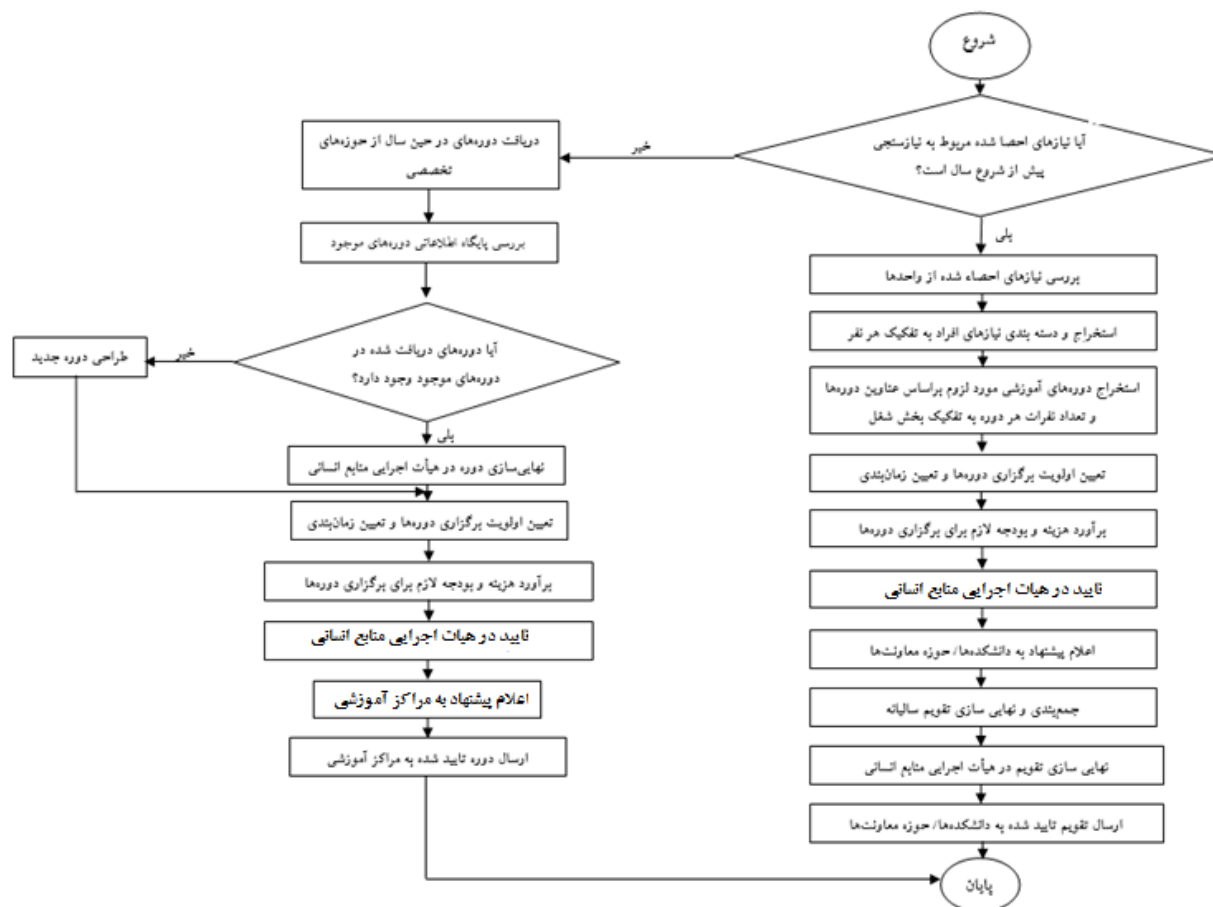 شروع
آیا نیازهای احصا شده مربوط به نیازسنجی
پیش از شروع سال است؟
خیر
بلی
بررسی نیازهای احصاء شده از واحدها
استخراج و دسته بندی نیازهای افراد به تفکیک هر نفر
استخراج دوره‌های آموزشی مورد لزوم براساس عناوین دوره‌ها
و تعداد نفرات هر دوره به تفکیک بخش شغل
تعیین اولویت برگزاری دوره‌ها و تعیین زمان‌بندی
برآورد هزینه و بودجه لازم برای برگزاری دوره‌ها
تایید در هیات اجرایی منابع انسانی
اعلام پیشنهاد به دانشکده‌ها/ حوزه معاونت‌ها
جمع‌بندی و نهایی سازی تقویم سالیانه
نهایی سازی تقویم در هیأت اجرایی منابع انسانی
ارسال تقویم تایید شده به دانشکده‌ها/ حوزه معاونت‌ها
پایان
دریافت دوره‌های در حین سال از حوزه‌های
تخصصی
بررسی پایگاه اطلاعاتی دوره‌های موجود
آیا دوره‌های دریافت شده در
دوره‌های موجود وجود دارد؟
خیر
طراحی دوره جدید
بلی
نهایی‌سازی دوره در هیأت اجرایی منابع انسانی
تعیین اولویت برگزاری دوره‌ها و تعیین زمان‌بندی
برآورد هزینه و بودجه لازم برای برگزاری دوره‌ها
تایید در هیات اجرایی منابع انسانی
اعلام پیشنهاد به مراکز آموزشی
ارسال دوره تایید شده به مراکز آموزشی